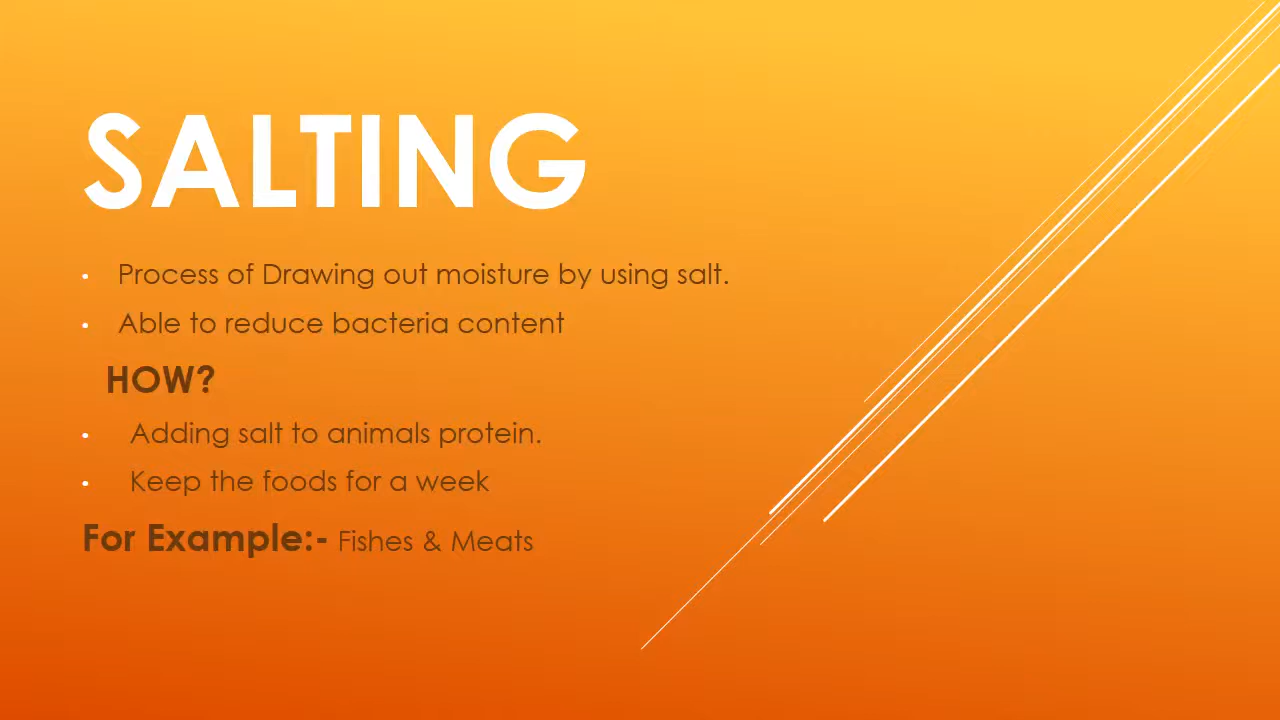 SALTING
• Process of Drawing out moisture by using salt.
• Able to reduce bacteria content
HOW?
• Adding salt to animals protein.
• Keep the foods for a week
For Example:- Fishes & Meats